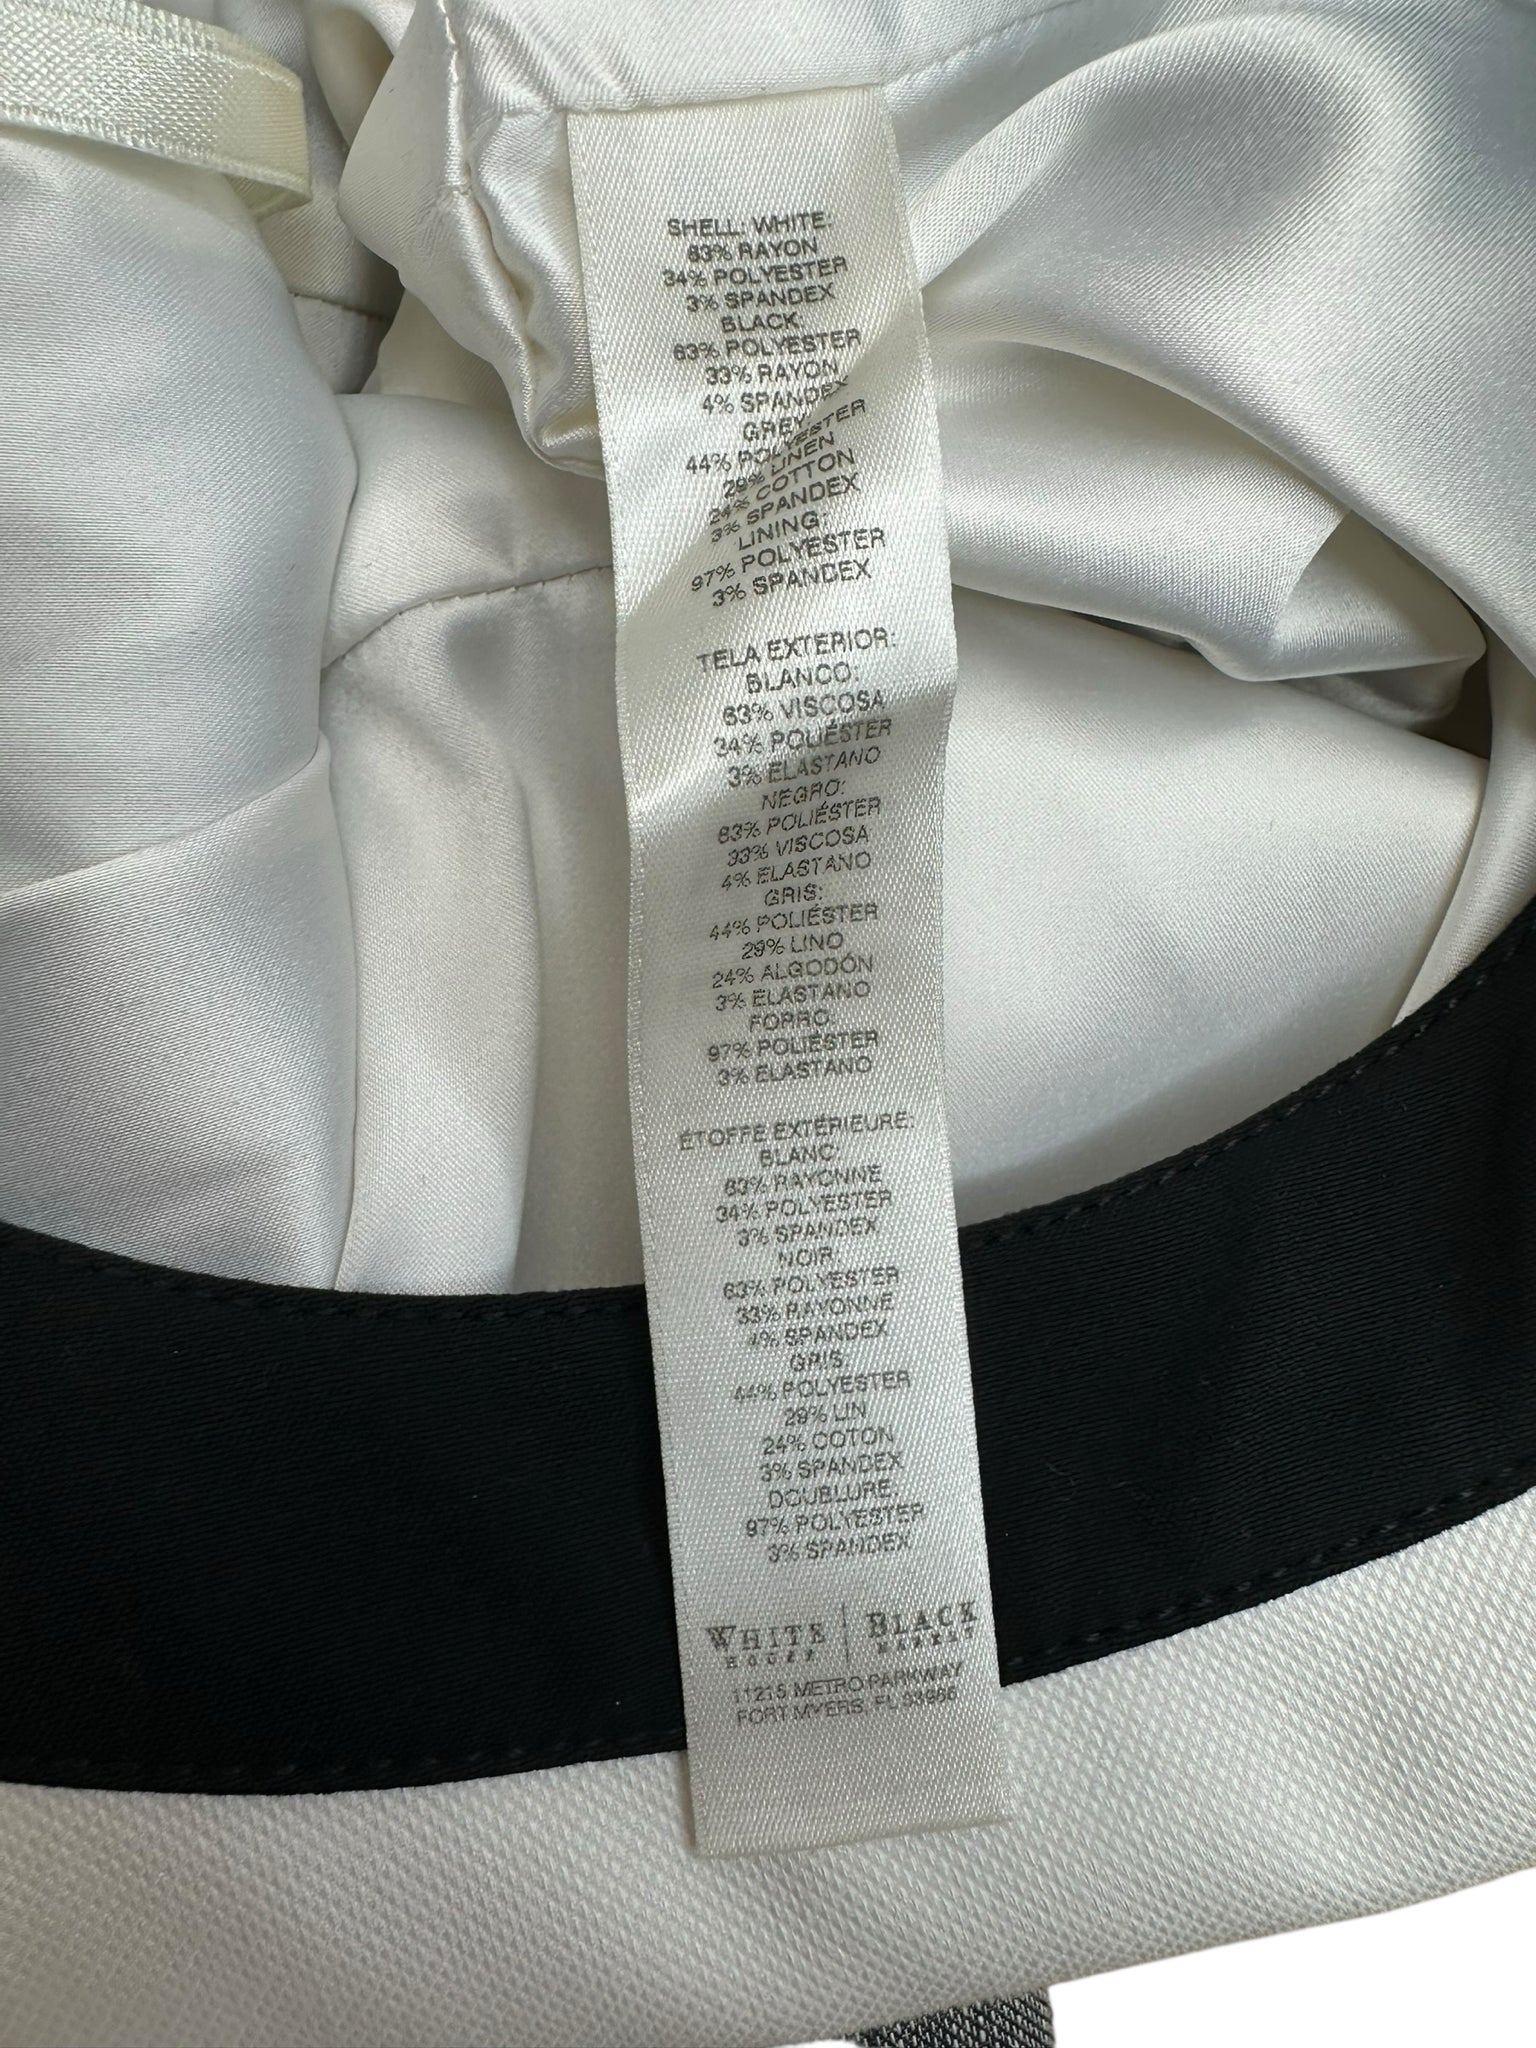 SHELL: WHITE:
63% RAYON
34% POLYESTER
3% SPANDEX
BLACK:
63% POLYESTER
33% RAYON
4% SPANDEX
GREY:
44% POLYESTER
29% LINEN
24% COTTON
3% SPANDEX
LINING:
97% POLYESTER
3% SPANDEX
TELA EXTERIOR:
BLANCO:
63% VISCOSA
34% POLIÉSTER
3% ELASTANO
NEGRO:
63% POLIÉSTER
33% VISCOSA
4% ELASTANO
GRIS:
44% POLIÉSTER
29% LINO
24% ALGODÓN
3% ELASTANO
FORRO:
97% POLIÉSTER
3% ELASTANO
ÉTOFFE EXTÉRIEURE:
BLANC:
63% RAYONNE
34% POLYESTER
3% SPANDEX
NOIR:
63% POLYESTER
33% RAYONNE
4% SPANDEX
GRIS:
44% POLYESTER
29% LIN
24% COTON
3% SPANDEX
DOUBLURE:
97% POLYESTER
3% SPANDEX
WHITE | BLACK
HOUSE MARKET
11215 METRO PARKWAY
FORT MYERS, FL 33966